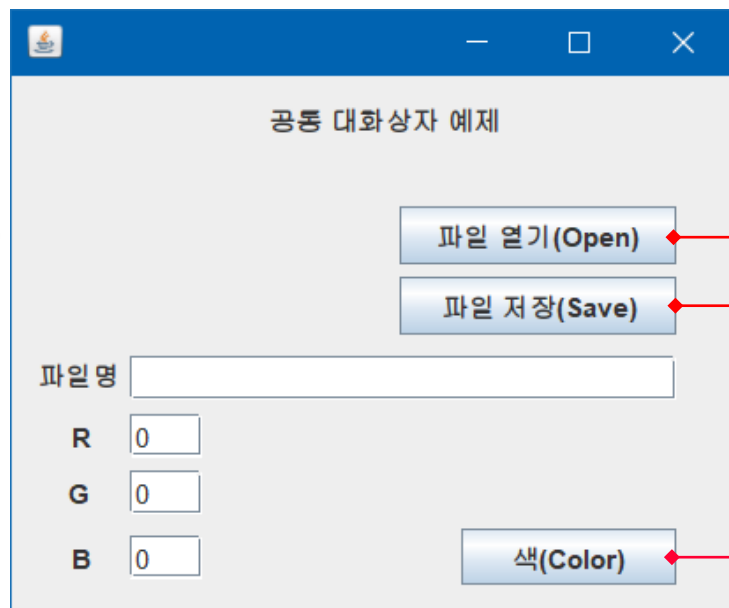 공통 대화상자 예제
파일 열기(Open)
파일 저장(Save)
파일명
R 0
G 0
B 0 색(Color)